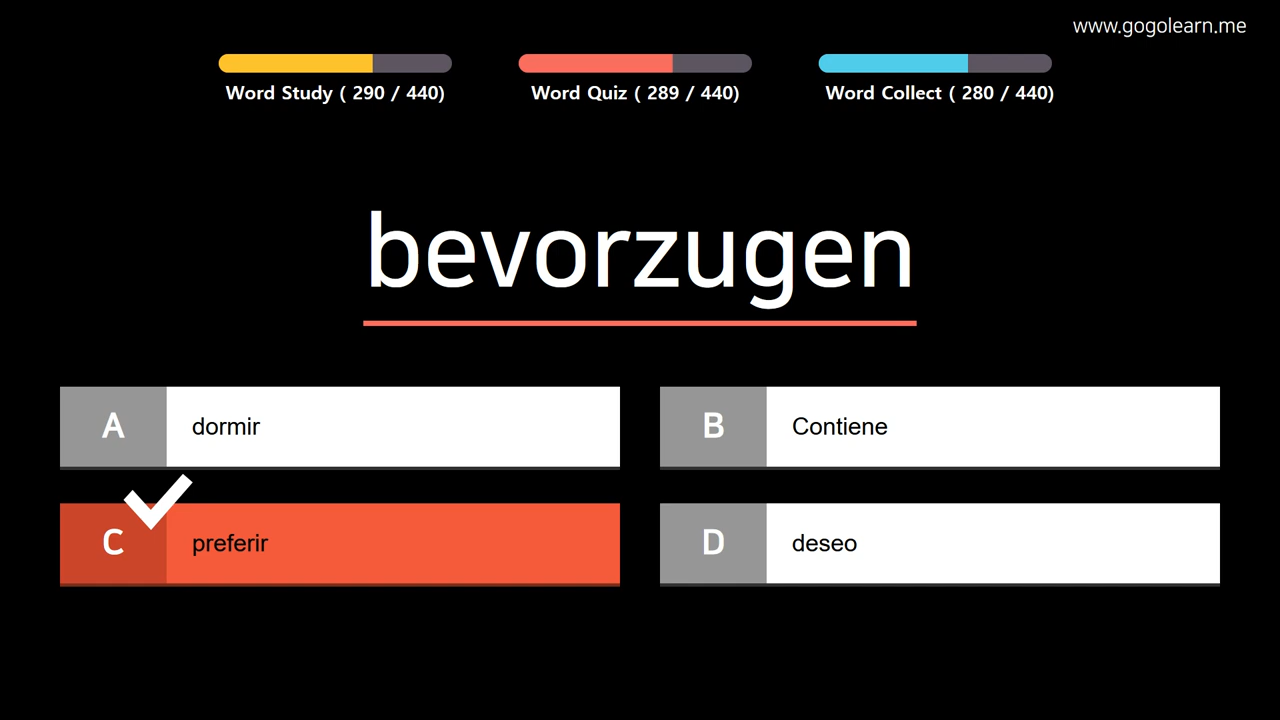 www.gogolearn.me
Word Study ( 290 / 440)
Word Quiz ( 289 / 440)
Word Collect ( 280 / 440)
bevorzugen
A dormir
B Contiene
C preferir
D deseo